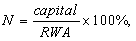 N = capital / RWA × 100%,